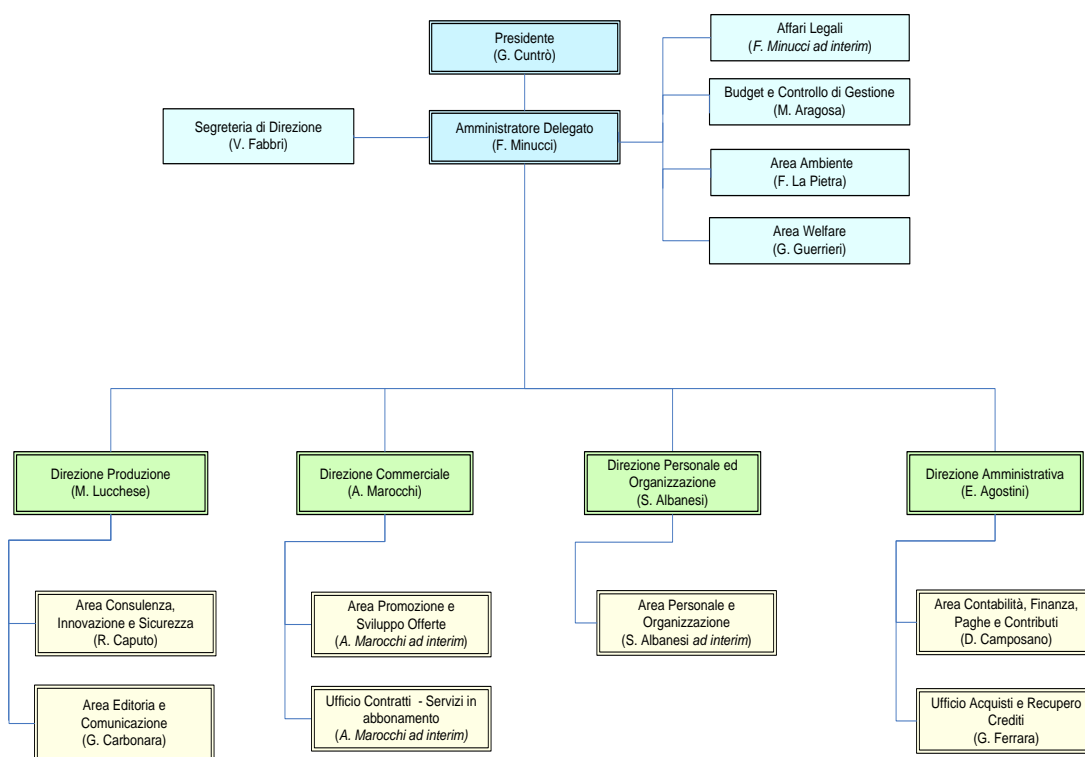 Presidente
(G. Cuntrò)
Affari Legali
(F. Minucci ad interim)
Budget e Controllo di Gestione
(M. Aragosa)
Segreteria di Direzione
(V. Fabbri)
Amministratore Delegato
(F. Minucci)
Area Ambiente
(F. La Pietra)
Area Welfare
(G. Guerrieri)
Direzione Produzione
(M. Lucchese)
Direzione Commerciale
(A. Marocchi)
Direzione Personale ed
Organizzazione
(S. Albanesi)
Direzione Amministrativa
(E. Agostini)
Area Consulenza,
Innovazione e Sicurezza
(R. Caputo)
Area Promozione e
Sviluppo Offerte
(A. Marocchi ad interim)
Area Personale e
Organizzazione
(S. Albanesi ad interim)
Area Contabilità, Finanza,
Paghe e Contributi
(D. Camposano)
Area Editoria e
Comunicazione
(G. Carbonara)
Ufficio Contratti - Servizi in
abbonamento
(A. Marocchi ad interim)
Ufficio Acquisti e Recupero
Crediti
(G. Ferrara)